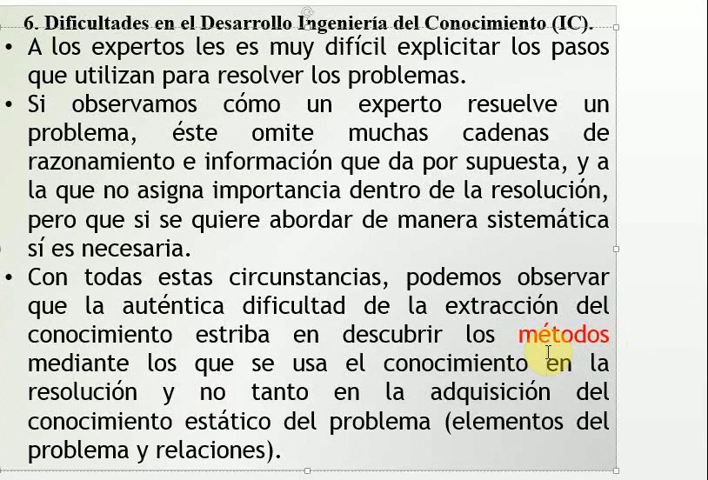 6. Dificultades en el Desarrollo Ingeniería del Conocimiento (IC).
• A los expertos les es muy difícil explicitar los pasos
que utilizan para resolver los problemas.
• Si observamos cómo un experto resuelve un
problema, éste omite muchas cadenas de
razonamiento e información que da por supuesta, y a
la que no asigna importancia dentro de la resolución,
pero que si se quiere abordar de manera sistemática
sí es necesaria.
• Con todas estas circunstancias, podemos observar
que la auténtica dificultad de la extracción del
conocimiento estriba en descubrir los métodos
mediante los que se usa el conocimiento en la
resolución y no tanto en la adquisición del
conocimiento estático del problema (elementos del
problema y relaciones).